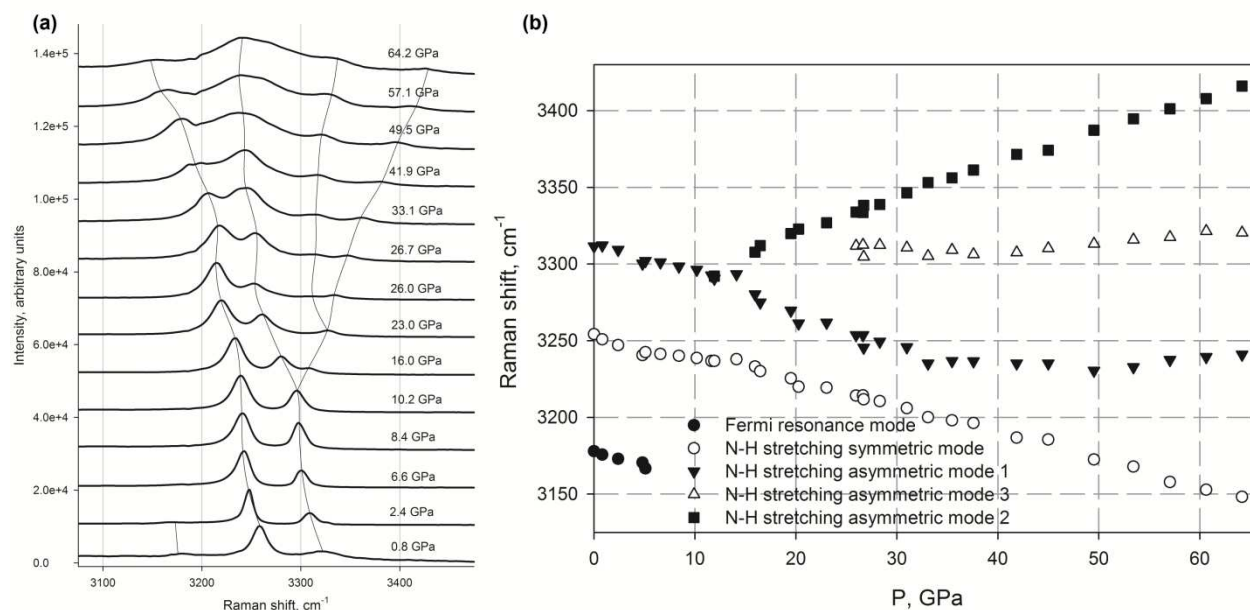 (a)
64.2 GPa
57.1 GPa
49.5 GPa
41.9 GPa
33.1 GPa
26.7 GPa
26.0 GPa
23.0 GPa
16.0 GPa
10.2 GPa
8.4 GPa
6.6 GPa
2.4 GPa
0.8 GPa
Intensity, arbitrary units
1.4e+5
1.2e+5
1.0e+5
8.0e+4
6.0e+4
4.0e+4
2.0e+4
0.0
3100 3200 3300 3400
Raman shift, cm-1
(b)
Raman shift, cm-1
3400
3350
3300
3250
3200
3150
Fermi resonance mode
N-H stretching symmetric mode
N-H stretching asymmetric mode 1
N-H stretching asymmetric mode 3
N-H stretching asymmetric mode 2
0 10 20 30 40 50 60
P, GPa